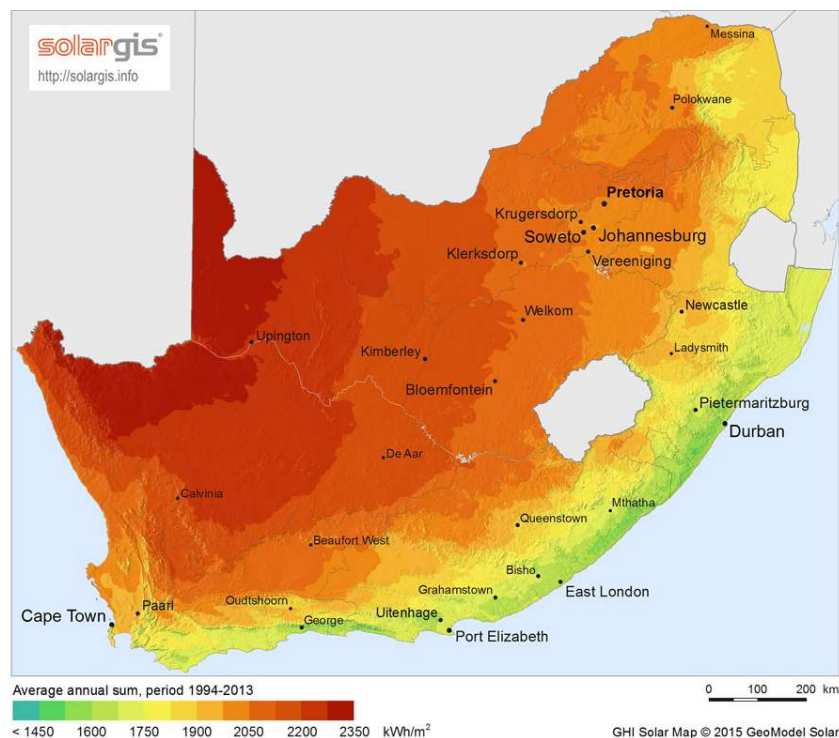 solargis
http://solargis.info
Messina
Polokwane
Pretoria
Krugersdorp
Soweto
Johannesburg
Klerksdorp
Vereeniging
Welkom
Newcastle
Upington
Ladysmith
Kimberley
Bloemfontein
Pietermaritzburg
Durban
De Aar
Calvinia
Mthatha
Queenstown
Beaufort West
Bisho
East London
Grahamstown
Oudtshoorn
Paarl
Cape Town
George
Uitenhage
Port Elizabeth
Average annual sum, period 1994-2013
0 100 200 km
< 1450 1600 1750 1900 2050 2200 2350 kWh/m²
GHI Solar Map © 2015 GeoModel Solar